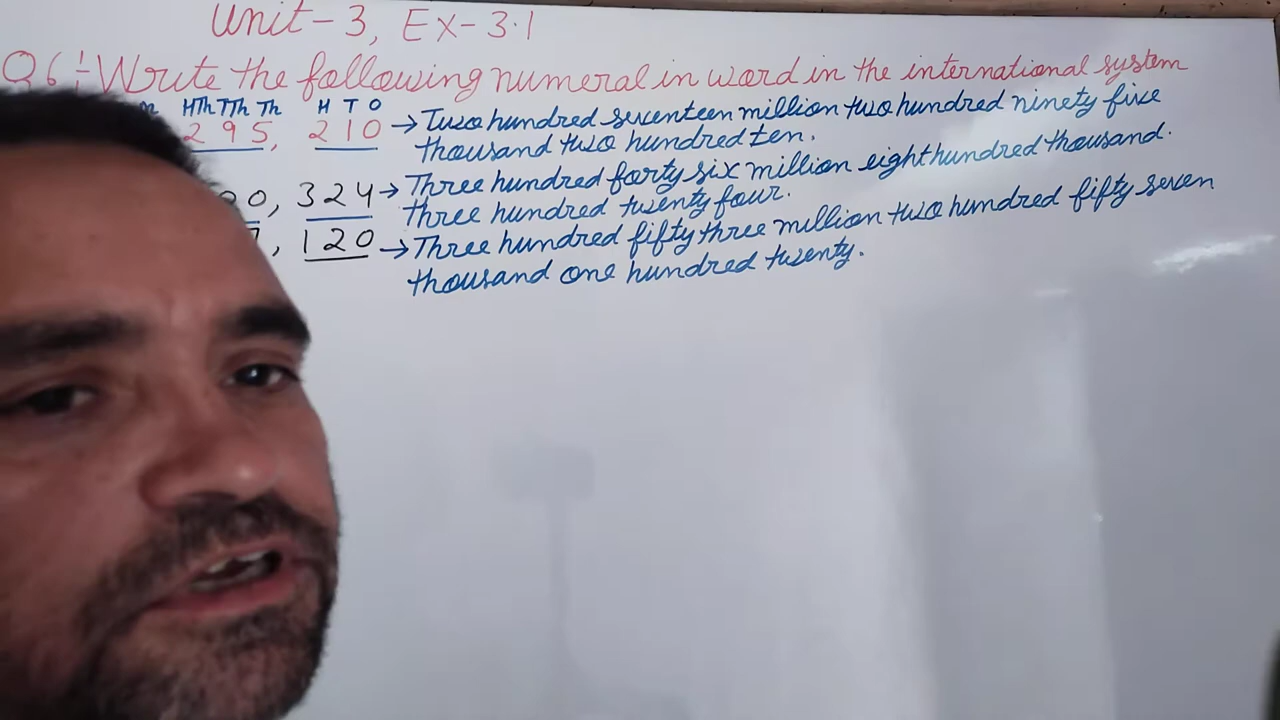 Unit-3, Ex-3.1
Q6:-Write the following numeral in word in the international system
HTh TTh Th H T O
295, 210 → Two hundred seventeen million two hundred ninety five
thousand two hundred ten.
00, 324 → Three hundred forty six million eight hundred thousand.
three hundred twenty four.
7, 120 → Three hundred fifty three million two hundred fifty seven
thousand one hundred twenty.